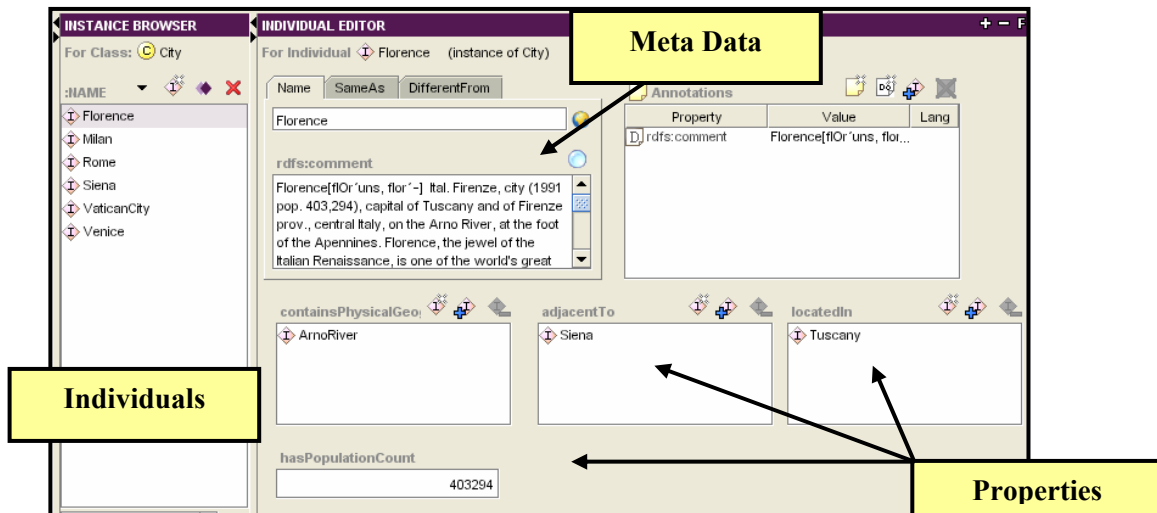 INSTANCE BROWSER
For Class: C City
:NAME
Florence
Milan
Rome
Siena
VaticanCity
Venice
Individuals
INDIVIDUAL EDITOR
+ − F
For Individual Florence (instance of City)
Meta Data
Name SameAs DifferentFrom
Florence
rdfs:comment
Florence[flOr´uns, flor´-] Ital. Firenze, city (1991
pop. 403,294), capital of Tuscany and of Firenze
prov., central Italy, on the Arno River, at the foot
of the Apennines. Florence, the jewel of the
Italian Renaissance, is one of the world's great
Annotations
Property Value Lang
D rdfs:comment Florence[flOr´uns, flor...
containsPhysicalGeo
ArnoRiver
adjacentTo
Siena
locatedIn
Tuscany
hasPopulationCount
403294
Properties